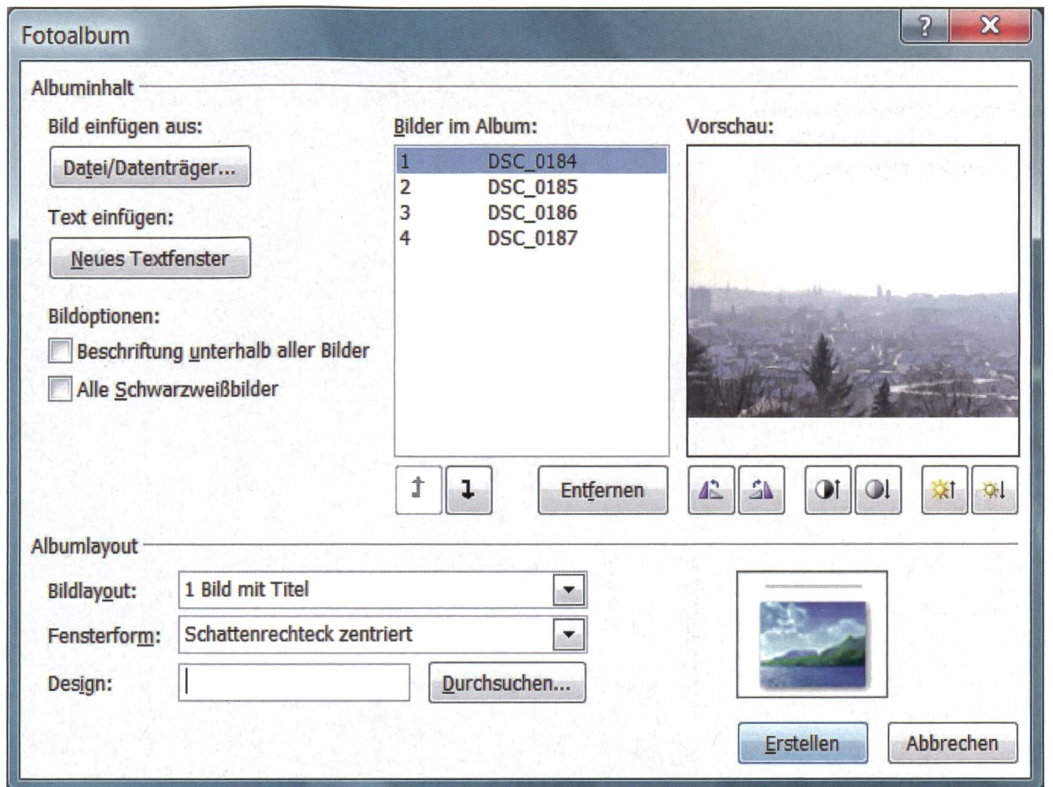 Fotoalbum
Albuminhalt
Bild einfügen aus:
Datei/Datenträger...
Text einfügen:
Neues Textfenster
Bildoptionen:
Beschriftung unterhalb aller Bilder
Alle Schwarzweißbilder
Bilder im Album:
1 DSC_0184
2 DSC_0185
3 DSC_0186
4 DSC_0187
Entfernen
Vorschau:
Albumlayout
Bildlayout: 1 Bild mit Titel
Fensterform: Schattenrechteck zentriert
Design: Durchsuchen...
Erstellen Abbrechen